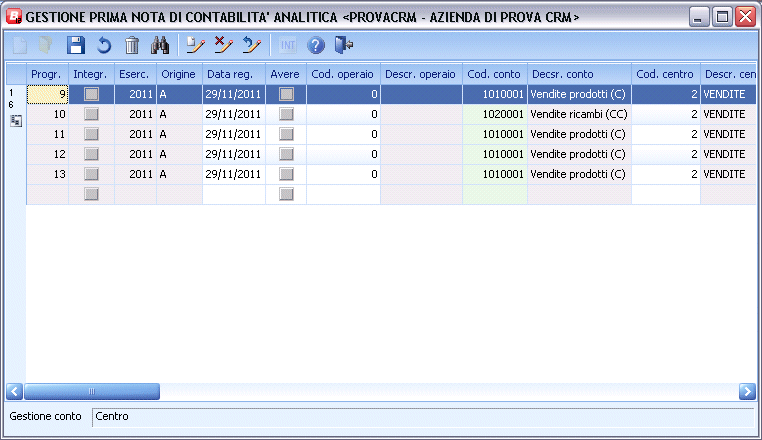 GESTIONE PRIMA NOTA DI CONTABILITA' ANALITICA <PROVACRM - AZIENDA DI PROVA CRM>
INT
Progr. Integr. Eserc. Origine Data reg. Avere Cod. operaio Descr. operaio Cod. conto Decsr. conto Cod. centro Descr. cen
1 9 2011 A 29/11/2011 0 1010001 Vendite prodotti (C) 2 VENDITE
6 10 2011 A 29/11/2011 0 1020001 Vendite ricambi (CC) 2 VENDITE
11 2011 A 29/11/2011 0 1010001 Vendite prodotti (C) 2 VENDITE
12 2011 A 29/11/2011 0 1010001 Vendite prodotti (C) 2 VENDITE
13 2011 A 29/11/2011 0 1010001 Vendite prodotti (C) 2 VENDITE
Gestione conto Centro